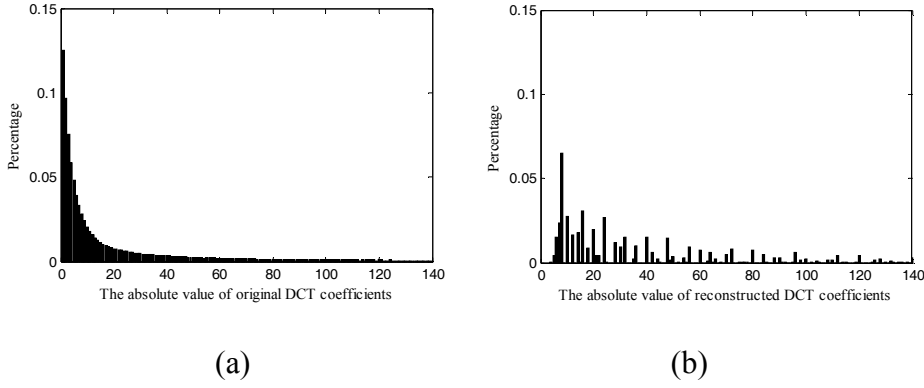 0.15
0.1
0.05
0
Percentage
0 20 40 60 80 100 120 140
The absolute value of original DCT coefficients
(a)
0.15
0.1
0.05
0
Percentage
0 20 40 60 80 100 120 140
The absolute value of reconstructed DCT coefficients
(b)